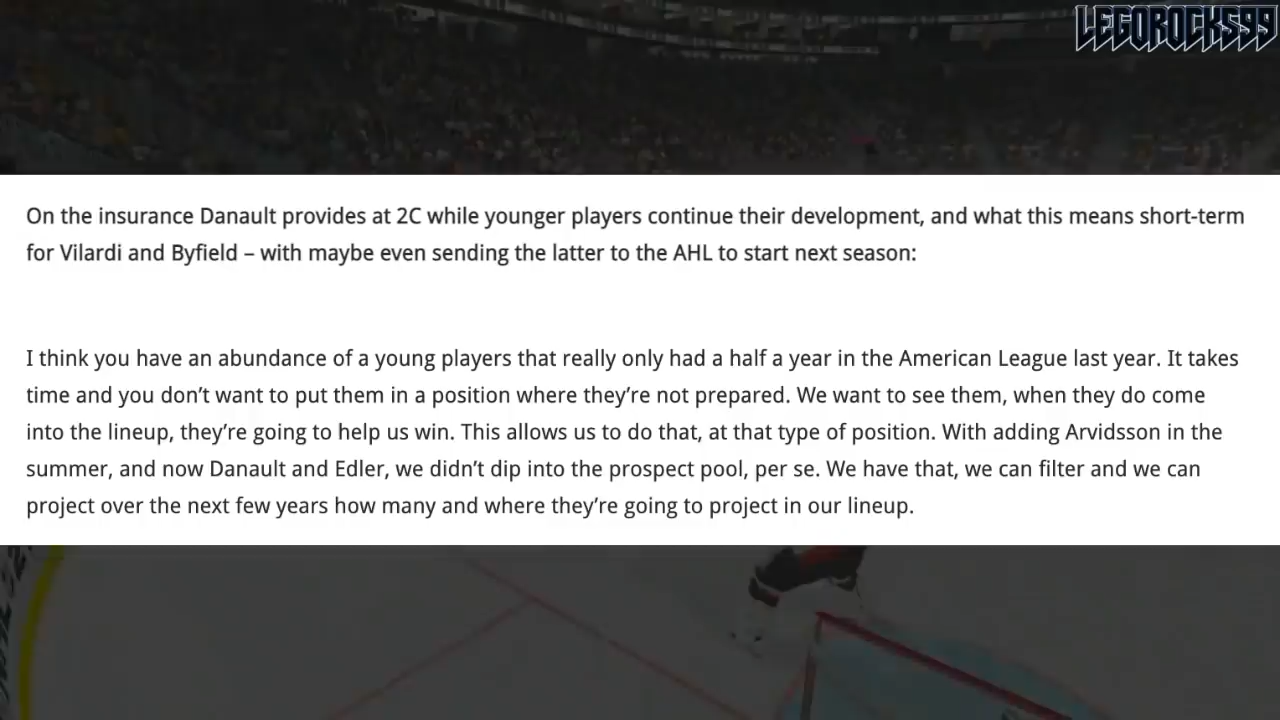 LEGOROCKS99
On the insurance Danault provides at 2C while younger players continue their development, and what this means short-term
for Vilardi and Byfield – with maybe even sending the latter to the AHL to start next season:
I think you have an abundance of a young players that really only had a half a year in the American League last year. It takes
time and you don’t want to put them in a position where they’re not prepared. We want to see them, when they do come
into the lineup, they’re going to help us win. This allows us to do that, at that type of position. With adding Arvidsson in the
summer, and now Danault and Edler, we didn’t dip into the prospect pool, per se. We have that, we can filter and we can
project over the next few years how many and where they’re going to project in our lineup.